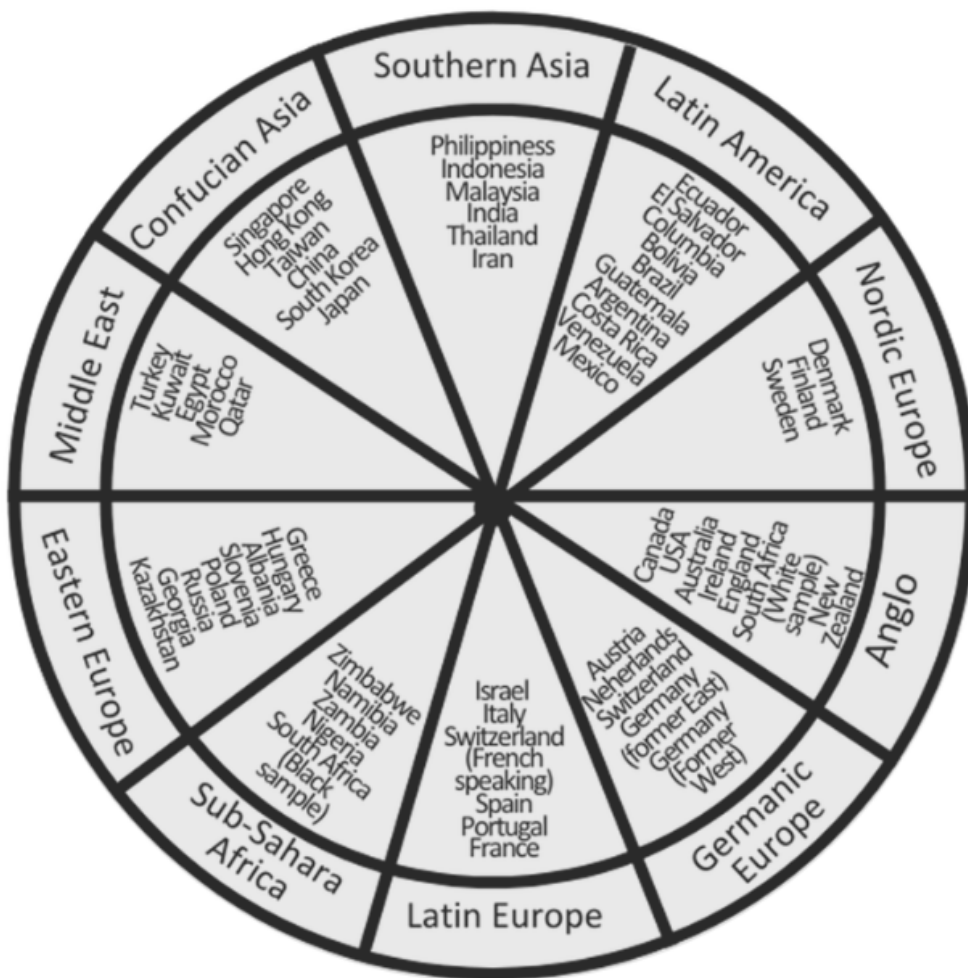 Southern Asia
Philippiness
Indonesia
Malaysia
India
Thailand
Iran
Latin America
Ecuador
El Salvador
Columbia
Bolivia
Brazil
Guatemala
Argentina
Costa Rica
Venezuela
Mexico
Nordic Europe
Denmark
Finland
Sweden
Anglo
Canada
USA
Australia
Ireland
England
South Africa
(White
sample)
New
Zealand
Germanic
Europe
Austria
Neherlands
Switzerland
Germany
(former East)
Germany
(Former
West)
Latin Europe
Israel
Italy
Switzerland
(French
speaking)
Spain
Portugal
France
Sub-Sahara
Africa
Zimbabwe
Namibia
Zambia
Nigeria
South Africa
(Black
sample)
Eastern Europe
Greece
Hungary
Albania
Slovenia
Poland
Russia
Georgia
Kazakhstan
Middle East
Turkey
Kuwait
Egypt
Morocco
Qatar
Confucian Asia
Singapore
Hong Kong
Taiwan
China
South Korea
Japan